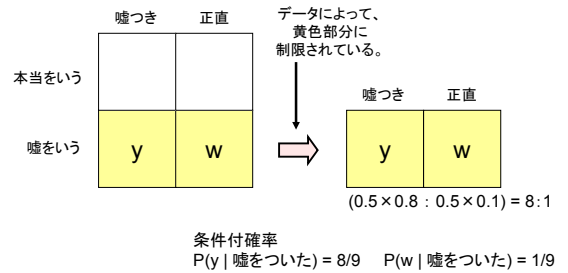 嘘つき 正直
データによって、
黄色部分に
制限されている。
本当をいう
嘘つき 正直
嘘をいう
y w
y w
(0.5×0.8：0.5×0.1) = 8:1
条件付確率
P(y | 嘘をついた) = 8/9 P(w | 嘘をついた) = 1/9